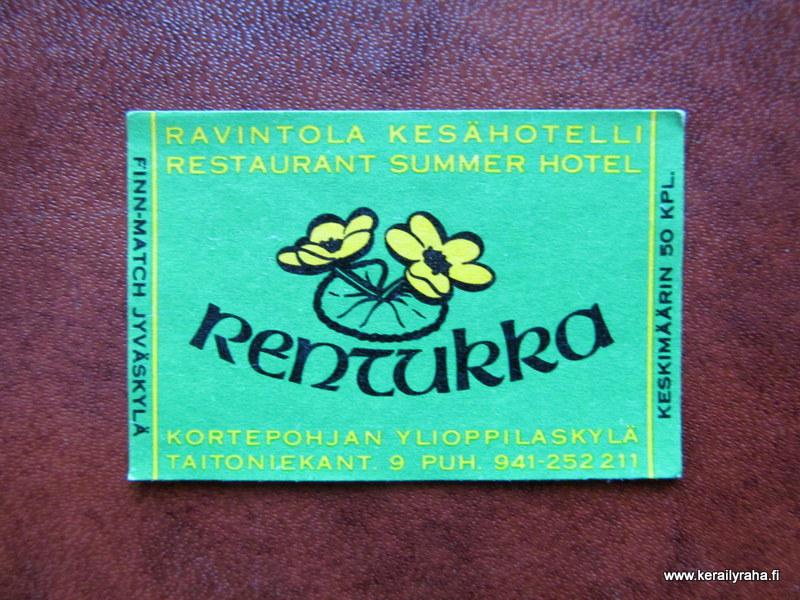 RAVINTOLA KESÄHOTELLI
RESTAURANT SUMMER HOTEL
FINN-MATCH JYVÄSKYLÄ
Rentukka
KESKIMÄÄRIN 50 KPL.
KORTEPOHJAN YLIOPPILASKYLÄ
TAITONIEKANT. 9 PUH. 941-252 211
www.kerailyraha.fi